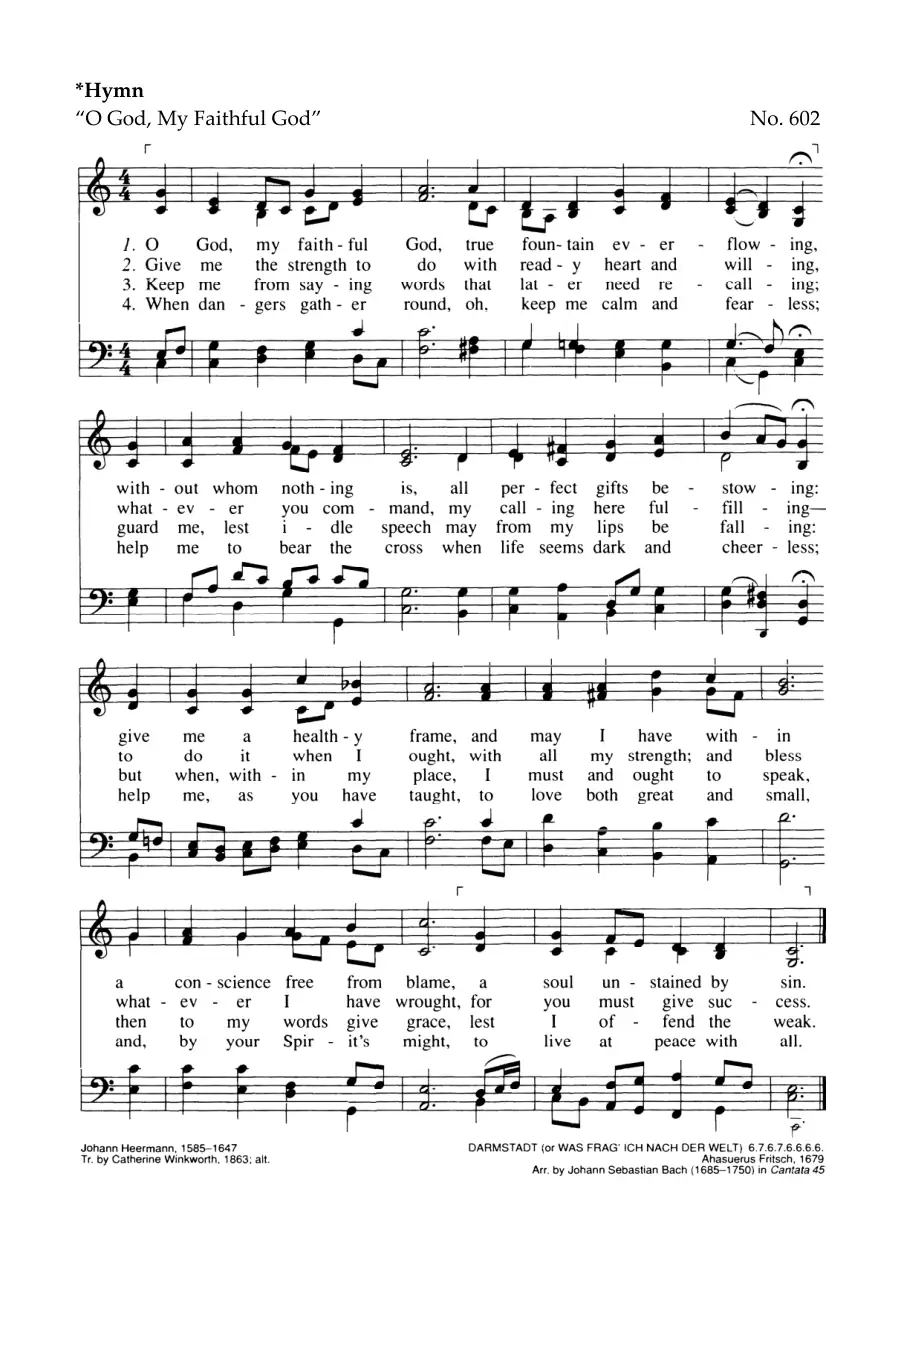 *Hymn
“O God, My Faithful God” No. 602
1. O God, my faith - ful God, true foun - tain ev - er - flow - ing,
2. Give me the strength to do with read - y heart and will - ing,
3. Keep me from say - ing words that lat - er need re - call - ing;
4. When dan - gers gath - er round, oh, keep me calm and fear - less;
with - out whom noth - ing is, all per - fect gifts be - stow - ing:
what - ev - er you com - mand, my call - ing here ful - fill - ing—
guard me, lest i - dle speech may from my lips be fall - ing:
help me to bear the cross when life seems dark and cheer - less;
give me a health - y frame, and may I have with - in
to do it when I ought, with all my strength; and bless
but when, with - in my place, I must and ought to speak,
help me, as you have taught, to love both great and small,
a con - science free from blame, a soul un - stained by sin.
what - ev - er I have wrought, for you must give suc - cess.
then to my words give grace, lest I of - fend the weak.
and, by your Spir - it's might, to live at peace with all.
Johann Heermann, 1585–1647 DARMSTADT (or WAS FRAG' ICH NACH DER WELT) 6.7.6.7.6.6.6.6.
Tr. by Catherine Winkworth, 1863; alt. Ahasuerus Fritsch, 1679
Arr. by Johann Sebastian Bach (1685–1750) in Cantata 45